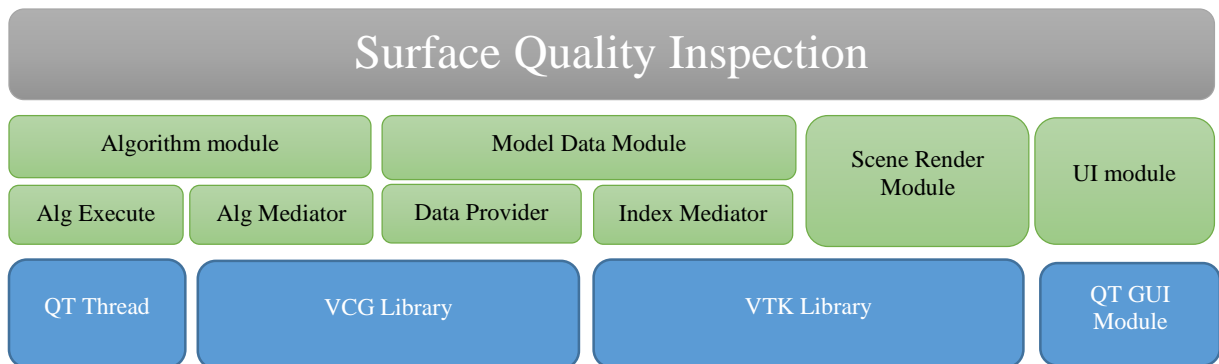 Surface Quality Inspection
Algorithm module
Model Data Module
Scene Render
Module
UI module
Alg Execute
Alg Mediator
Data Provider
Index Mediator
QT Thread
VCG Library
VTK Library
QT GUI
Module